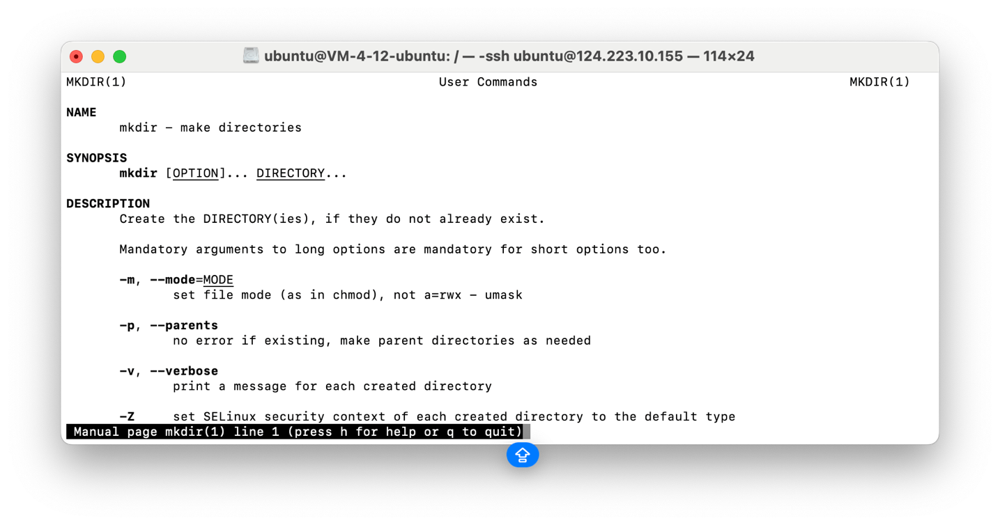 ubuntu@VM-4-12-ubuntu: / — -ssh ubuntu@124.223.10.155 — 114×24
MKDIR(1) User Commands MKDIR(1)
NAME
mkdir – make directories
SYNOPSIS
mkdir [OPTION]... DIRECTORY...
DESCRIPTION
Create the DIRECTORY(ies), if they do not already exist.
Mandatory arguments to long options are mandatory for short options too.
–m, ––mode=MODE
set file mode (as in chmod), not a=rwx – umask
–p, ––parents
no error if existing, make parent directories as needed
–v, ––verbose
print a message for each created directory
–Z set SELinux security context of each created directory to the default type
Manual page mkdir(1) line 1 (press h for help or q to quit)